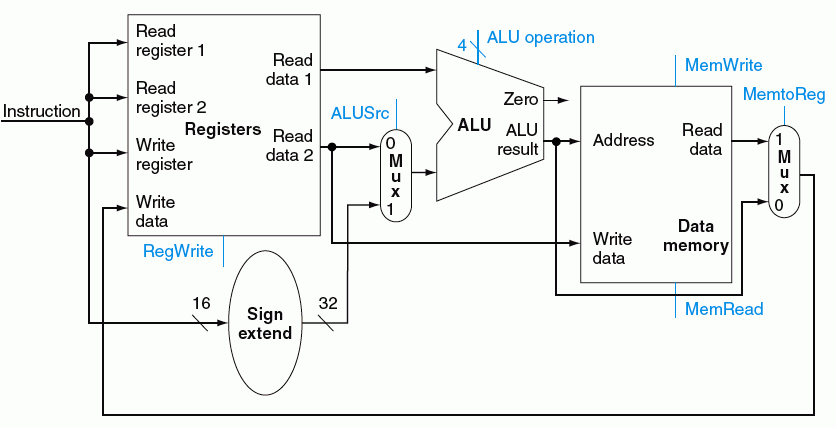 Instruction
Read
register 1
Read
register 2
Write
register
Write
data
Registers
Read
data 1
Read
data 2
RegWrite
16
Sign
extend
32
ALUSrc
0
M
u
x
1
4
ALU operation
ALU
Zero
ALU
result
MemWrite
Address
Read
data
Write
data
Data
memory
MemRead
MemtoReg
1
M
u
x
0